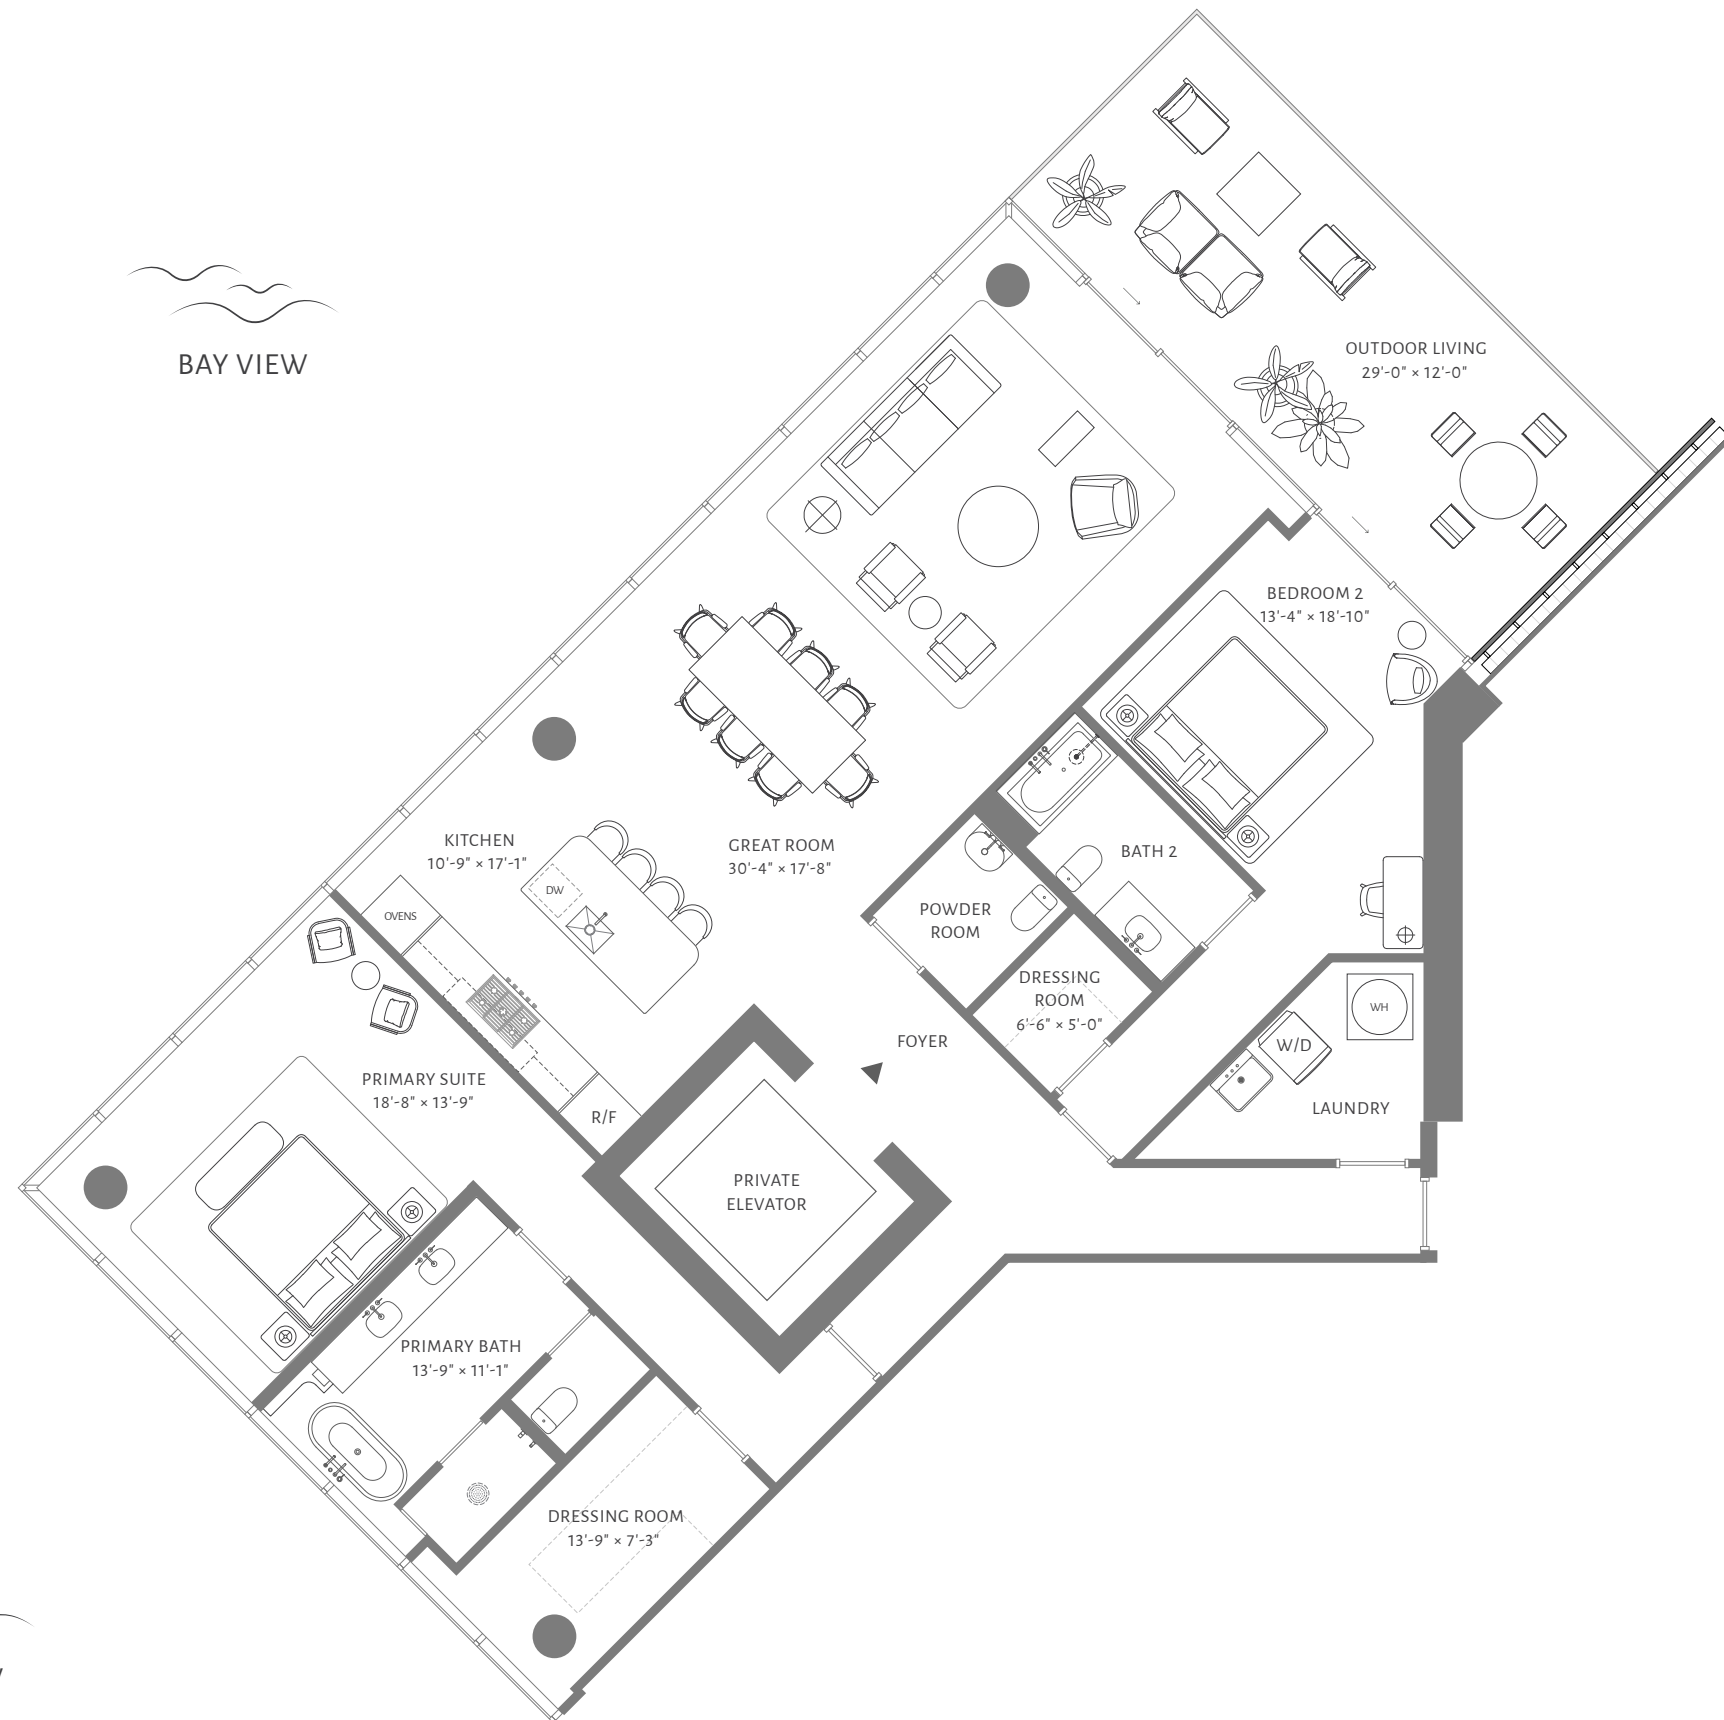 BAY VIEW
OUTDOOR LIVING
29'-0" × 12'-0"
BEDROOM 2
13'-4" × 18'-10"
KITCHEN
10'-9" × 17'-1"
GREAT ROOM
30'-4" × 17'-8"
BATH 2
DW
OVENS
POWDER
ROOM
DRESSING
ROOM
6'-6" × 5'-0"
FOYER
WH
W/D
LAUNDRY
PRIMARY SUITE
18'-8" × 13'-9"
R/F
PRIVATE
ELEVATOR
PRIMARY BATH
13'-9" × 11'-1"
DRESSING ROOM
13'-9" × 7'-3"